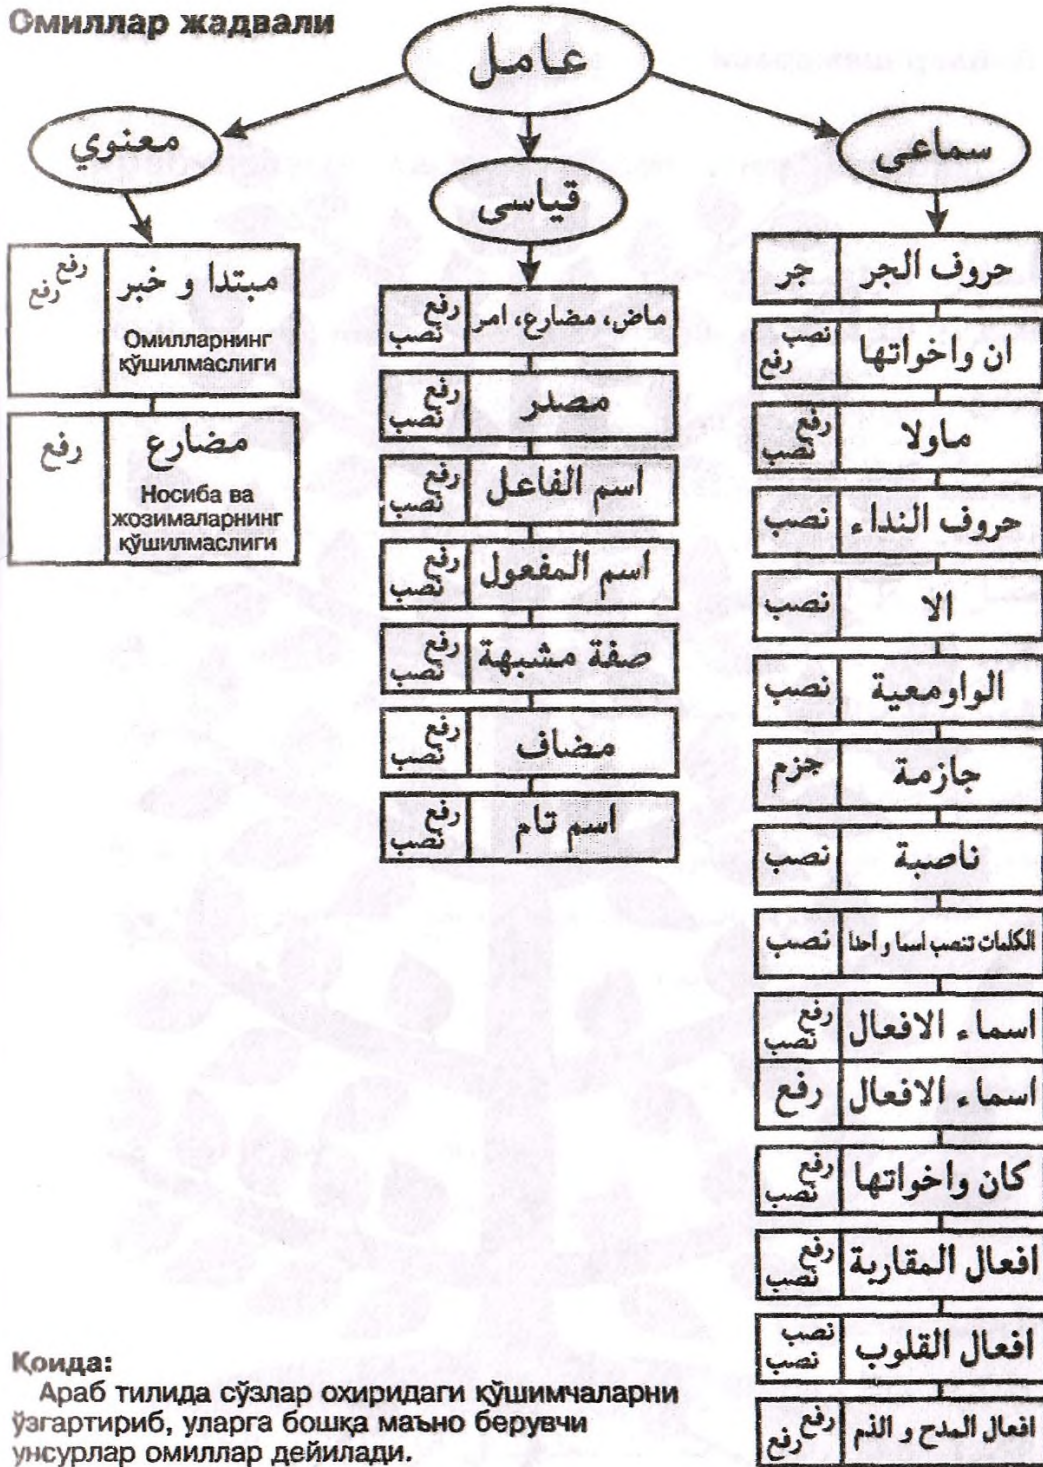 Омиллар жадвали
عامل
معنوي
قياسى
سماعى
مبتدا و خبر
رفع
رفع
Омилларнинг
қўшилмаслиги
مضارع
رفع
Носиба ва
жозималарнинг
қўшилмаслиги
ماض، مضارع، امر
رفع
نصب
مصدر
رفع
نصب
اسم الفاعل
رفع
نصب
اسم المفعول
رفع
نصب
صفة مشبهة
رفع
نصب
مضاف
رفع
نصب
اسم تام
رفع
نصب
حروف الجر
جر
ان واخواتها
نصب
رفع
ماولا
رفع
نصب
حروف النداء
نصب
الا
نصب
الواومعية
نصب
جازمة
جزم
ناصبة
نصب
الكلمات تنصب اسما و احدا
نصب
اسماء الافعال
رفع
نصب
اسماء الافعال
رفع
كان واخواتها
رفع
نصب
افعال المقاربة
رفع
نصب
افعال القلوب
نصب
نصب
افعال المدح و الذم
رفع
رفع
Қоида:
Араб тилида сўзлар охиридаги қўшимчаларни
ўзгартириб, уларга бошқа маъно берувчи
унсурлар омиллар дейилади.